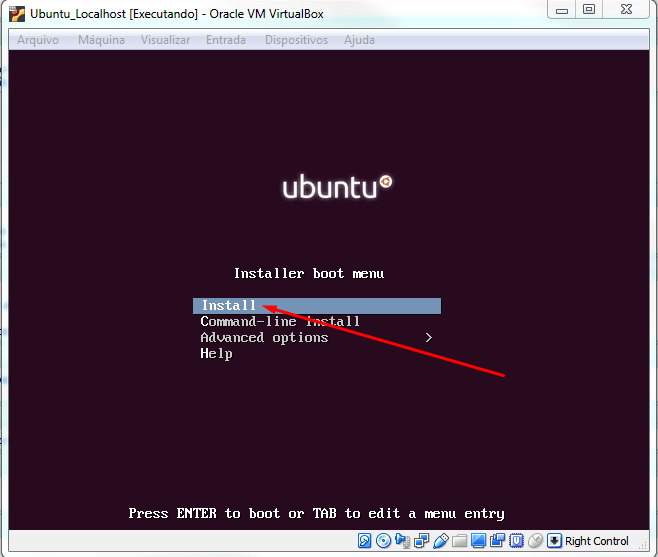 Ubuntu_Localhost [Executando] - Oracle VM VirtualBox
Arquivo Máquina Visualizar Entrada Dispositivos Ajuda
ubuntu
Installer boot menu
Install
Command-line install
Advanced options >
Help
Press ENTER to boot or TAB to edit a menu entry
Right Control